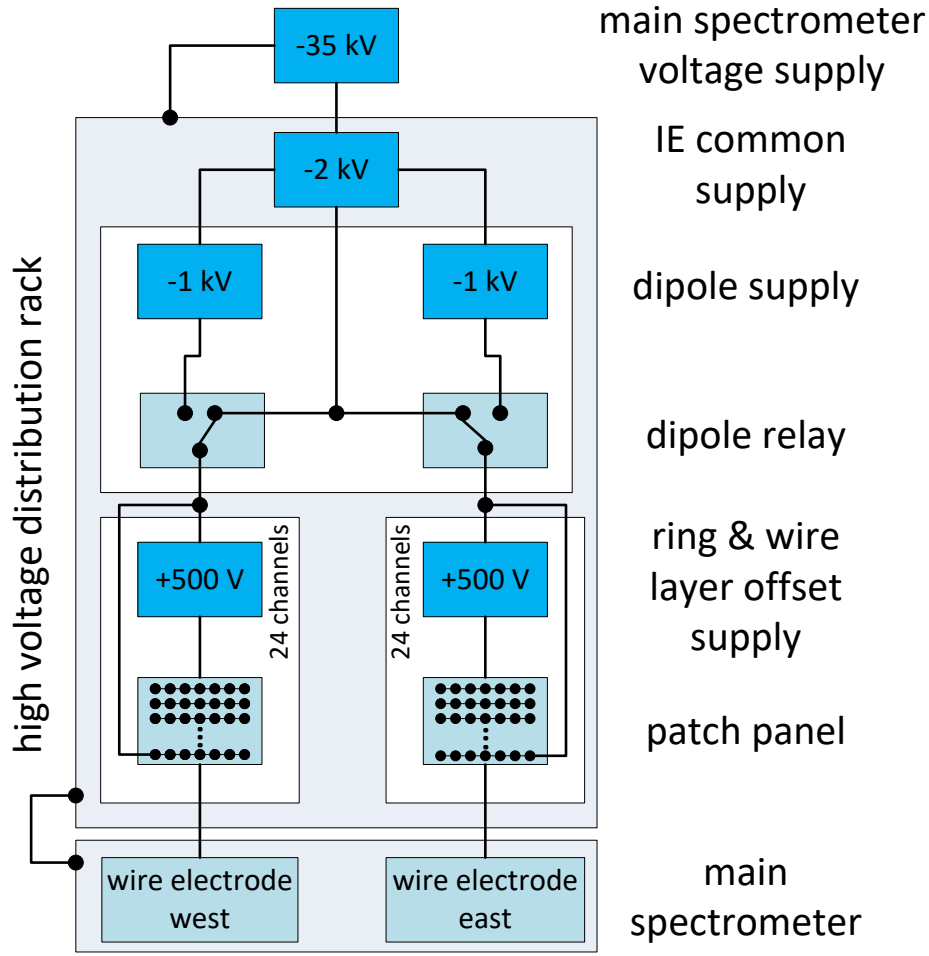 -35 kV
main spectrometer
voltage supply
-2 kV
IE common
supply
high voltage distribution rack
-1 kV
-1 kV
dipole supply
dipole relay
+500 V
24 channels
24 channels
+500 V
ring & wire
layer offset
supply
patch panel
wire electrode
west
wire electrode
east
main
spectrometer